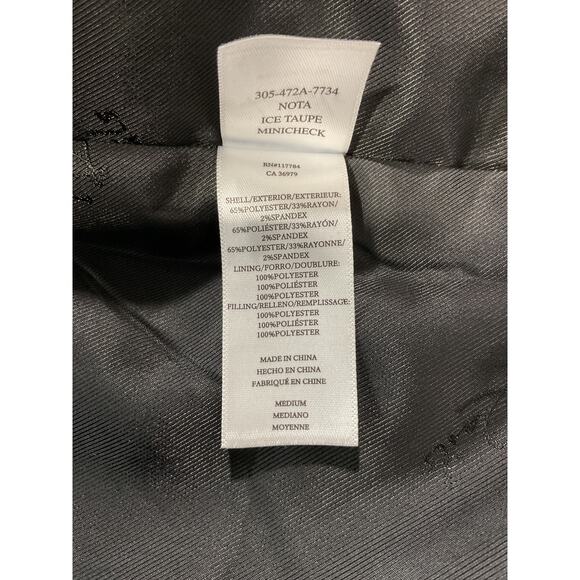 305-472A-7734
NOTA
ICE TAUPE
MINICHECK
RN#117784
CA 36979
SHELL/EXTERIOR/EXTERIEUR:
65%POLYESTER/33%RAYON/
2%SPANDEX
65%POLIÉSTER/33%RAYÓN/
2%SPANDEX
65%POLYESTER/33%RAYONNE/
2%SPANDEX
LINING/FORRO/DOUBLURE:
100%POLYESTER
100%POLIÉSTER
100%POLYESTER
FILLING/RELLENO/REMPLISSAGE:
100%POLYESTER
100%POLIÉSTER
100%POLYESTER
MADE IN CHINA
HECHO EN CHINA
FABRIQUÉ EN CHINE
MEDIUM
MEDIANO
MOYENNE